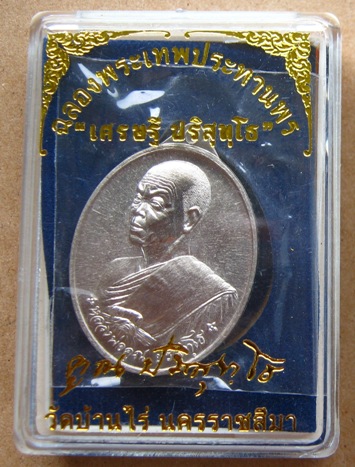 ฉลองพระเทพประทานพร
"เศรษฐี ปริสุทฺโธ"
คูณ ปริสุทฺโธ
วัดบ้านไร่ นครราชสีมา